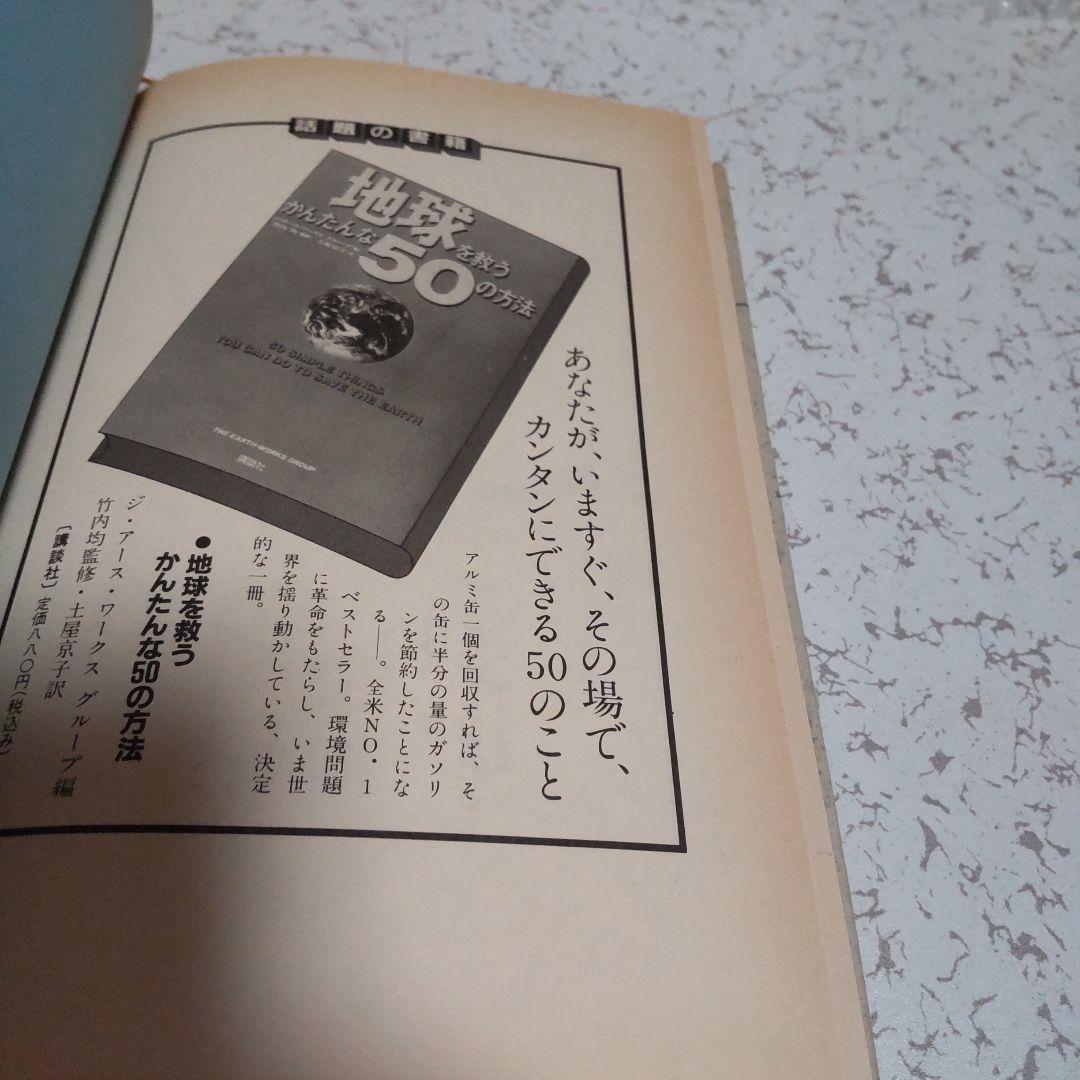 話題の書籍
地球を救う
かんたんな
50の方法
50 SIMPLE THINGS
YOU CAN DO TO SAVE THE EARTH
THE EARTH-WORKS GROUP
講談社
あなたが、いますぐ、その場で、
カンタンにできる50のこと
アルミ缶一個を回収すれば、そ
の缶に半分の量のガソリ
ンを節約したことにな
る──。全米NO・1
ベストセラー。環境問題
に革命をもたらし、いま世
界を揺り動かしている、決定
的な一冊。
●地球を救う
かんたんな50の方法
ジ・アース・ワークス グループ編
竹内均監修・土屋京子訳
〔講談社〕定価八八〇円(税込み)